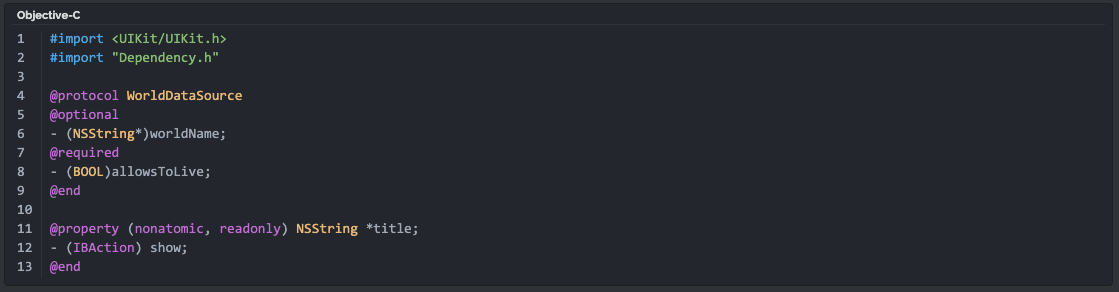 Objective-C
1 #import <UIKit/UIKit.h>
2 #import "Dependency.h"
3
4 @protocol WorldDataSource
5 @optional
6 - (NSString*)worldName;
7 @required
8 - (BOOL)allowsToLive;
9 @end
10
11 @property (nonatomic, readonly) NSString *title;
12 - (IBAction) show;
13 @end